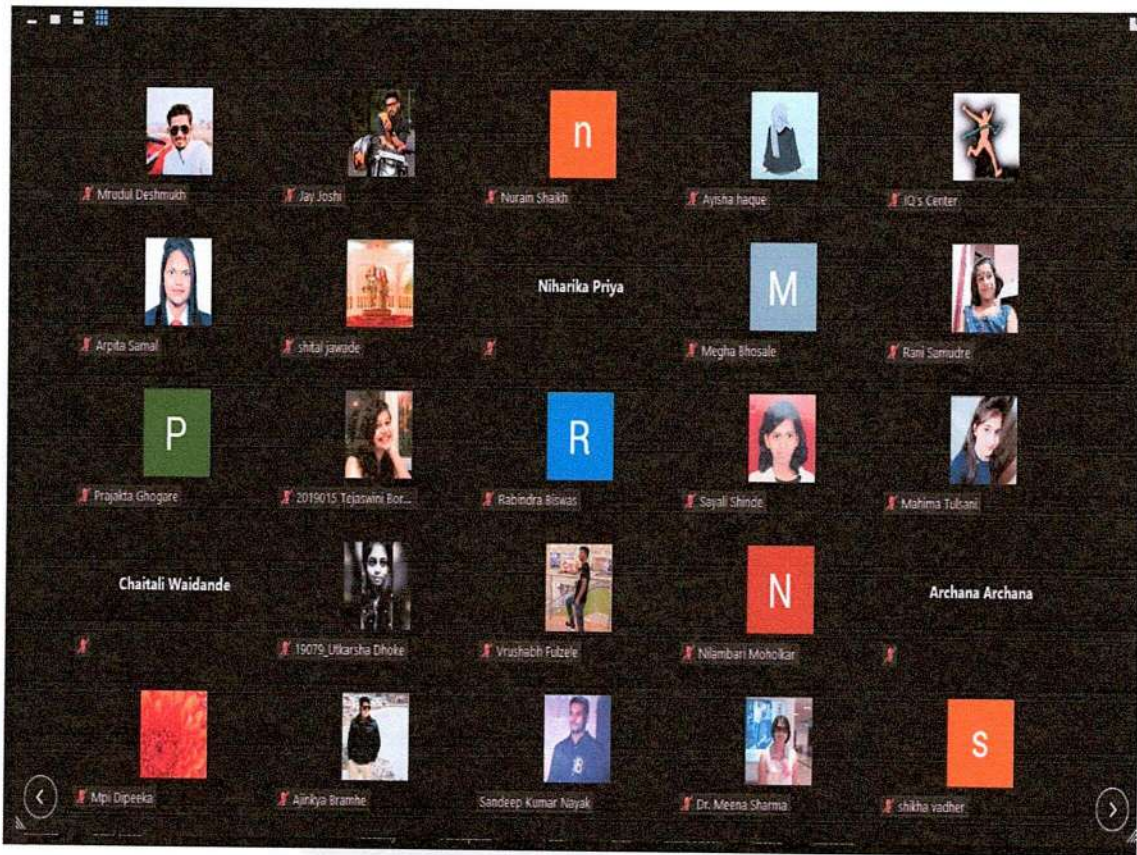 n
Mrudul Deshmukh
Jay Joshi
Nurain Shaikh
Ayisha haque
IQ's Center
Niharika Priya
M
Arpita Samal
shital jawade
Megha Bhosale
Rani Samudre
P
R
Prajakta Ghogare
2019015 Tejaswini Bor...
Rabindra Biswas
Sayali Shinde
Mahima Tulsani
Chaitali Waidande
N
Archana Archana
19079_Utkarsha Dhoke
Vrushabh Fulzele
Nilambari Moholkar
S
Mpi Dipeeka
Ajinkya Bramhe
Sandeep Kumar Nayak
Dr. Meena Sharma
shikha vadher